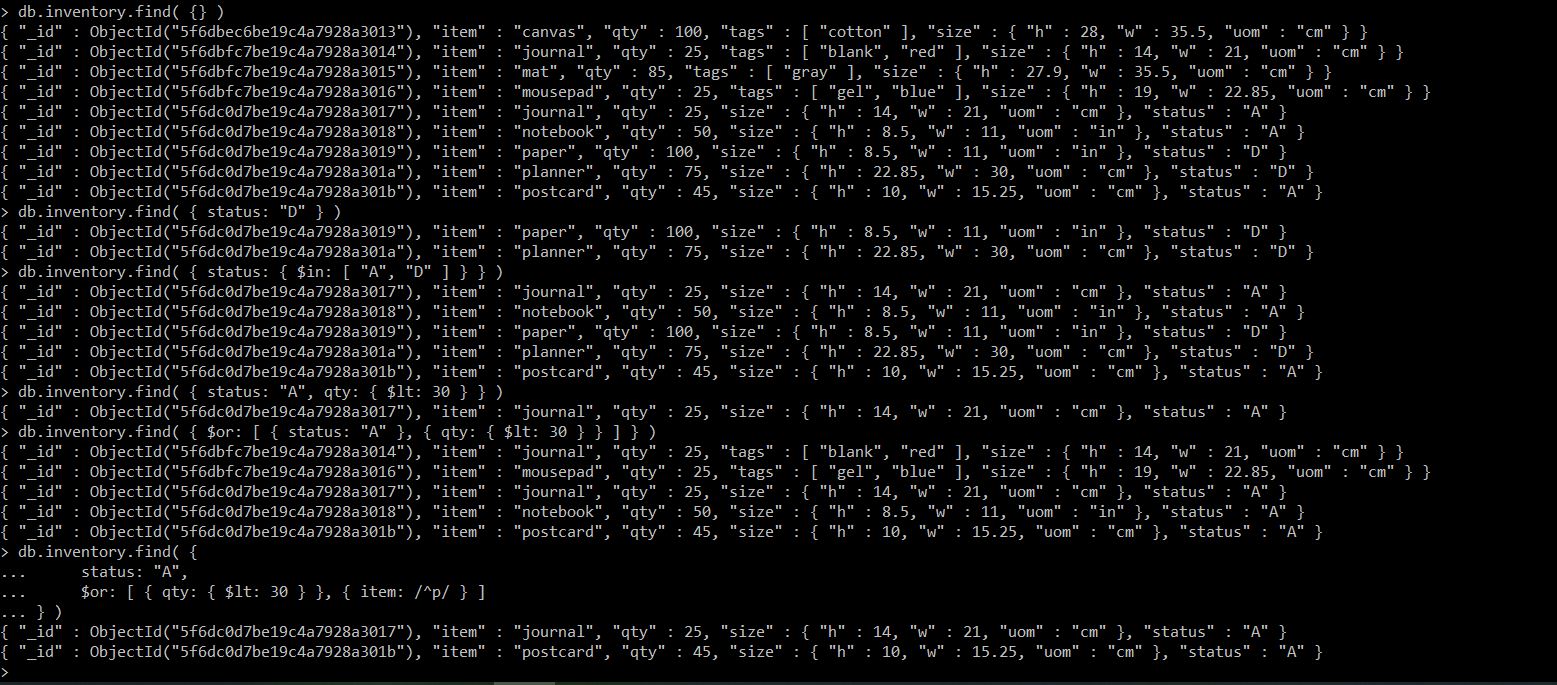 > db.inventory.find( {} )
{ "_id" : ObjectId("5f6dbec6be19c4a7928a3013"), "item" : "canvas", "qty" : 100, "tags" : [ "cotton" ], "size" : { "h" : 28, "w" : 35.5, "uom" : "cm" } }
{ "_id" : ObjectId("5f6dbfc7be19c4a7928a3014"), "item" : "journal", "qty" : 25, "tags" : [ "blank", "red" ], "size" : { "h" : 14, "w" : 21, "uom" : "cm" } }
{ "_id" : ObjectId("5f6dbfc7be19c4a7928a3015"), "item" : "mat", "qty" : 85, "tags" : [ "gray" ], "size" : { "h" : 27.9, "w" : 35.5, "uom" : "cm" } }
{ "_id" : ObjectId("5f6dbfc7be19c4a7928a3016"), "item" : "mousepad", "qty" : 25, "tags" : [ "gel", "blue" ], "size" : { "h" : 19, "w" : 22.85, "uom" : "cm" } }
{ "_id" : ObjectId("5f6dc0d7be19c4a7928a3017"), "item" : "journal", "qty" : 25, "size" : { "h" : 14, "w" : 21, "uom" : "cm" }, "status" : "A" }
{ "_id" : ObjectId("5f6dc0d7be19c4a7928a3018"), "item" : "notebook", "qty" : 50, "size" : { "h" : 8.5, "w" : 11, "uom" : "in" }, "status" : "A" }
{ "_id" : ObjectId("5f6dc0d7be19c4a7928a3019"), "item" : "paper", "qty" : 100, "size" : { "h" : 8.5, "w" : 11, "uom" : "in" }, "status" : "D" }
{ "_id" : ObjectId("5f6dc0d7be19c4a7928a301a"), "item" : "planner", "qty" : 75, "size" : { "h" : 22.85, "w" : 30, "uom" : "cm" }, "status" : "D" }
{ "_id" : ObjectId("5f6dc0d7be19c4a7928a301b"), "item" : "postcard", "qty" : 45, "size" : { "h" : 10, "w" : 15.25, "uom" : "cm" }, "status" : "A" }
> db.inventory.find( { status: "D" } )
{ "_id" : ObjectId("5f6dc0d7be19c4a7928a3019"), "item" : "paper", "qty" : 100, "size" : { "h" : 8.5, "w" : 11, "uom" : "in" }, "status" : "D" }
{ "_id" : ObjectId("5f6dc0d7be19c4a7928a301a"), "item" : "planner", "qty" : 75, "size" : { "h" : 22.85, "w" : 30, "uom" : "cm" }, "status" : "D" }
> db.inventory.find( { status: { $in: [ "A", "D" ] } } )
{ "_id" : ObjectId("5f6dc0d7be19c4a7928a3017"), "item" : "journal", "qty" : 25, "size" : { "h" : 14, "w" : 21, "uom" : "cm" }, "status" : "A" }
{ "_id" : ObjectId("5f6dc0d7be19c4a7928a3018"), "item" : "notebook", "qty" : 50, "size" : { "h" : 8.5, "w" : 11, "uom" : "in" }, "status" : "A" }
{ "_id" : ObjectId("5f6dc0d7be19c4a7928a3019"), "item" : "paper", "qty" : 100, "size" : { "h" : 8.5, "w" : 11, "uom" : "in" }, "status" : "D" }
{ "_id" : ObjectId("5f6dc0d7be19c4a7928a301a"), "item" : "planner", "qty" : 75, "size" : { "h" : 22.85, "w" : 30, "uom" : "cm" }, "status" : "D" }
{ "_id" : ObjectId("5f6dc0d7be19c4a7928a301b"), "item" : "postcard", "qty" : 45, "size" : { "h" : 10, "w" : 15.25, "uom" : "cm" }, "status" : "A" }
> db.inventory.find( { status: "A", qty: { $lt: 30 } } )
{ "_id" : ObjectId("5f6dc0d7be19c4a7928a3017"), "item" : "journal", "qty" : 25, "size" : { "h" : 14, "w" : 21, "uom" : "cm" }, "status" : "A" }
> db.inventory.find( { $or: [ { status: "A" }, { qty: { $lt: 30 } } ] } )
{ "_id" : ObjectId("5f6dbfc7be19c4a7928a3014"), "item" : "journal", "qty" : 25, "tags" : [ "blank", "red" ], "size" : { "h" : 14, "w" : 21, "uom" : "cm" } }
{ "_id" : ObjectId("5f6dbfc7be19c4a7928a3016"), "item" : "mousepad", "qty" : 25, "tags" : [ "gel", "blue" ], "size" : { "h" : 19, "w" : 22.85, "uom" : "cm" } }
{ "_id" : ObjectId("5f6dc0d7be19c4a7928a3017"), "item" : "journal", "qty" : 25, "size" : { "h" : 14, "w" : 21, "uom" : "cm" }, "status" : "A" }
{ "_id" : ObjectId("5f6dc0d7be19c4a7928a3018"), "item" : "notebook", "qty" : 50, "size" : { "h" : 8.5, "w" : 11, "uom" : "in" }, "status" : "A" }
{ "_id" : ObjectId("5f6dc0d7be19c4a7928a301b"), "item" : "postcard", "qty" : 45, "size" : { "h" : 10, "w" : 15.25, "uom" : "cm" }, "status" : "A" }
> db.inventory.find( {
...      status: "A",
...      $or: [ { qty: { $lt: 30 } }, { item: /^p/ } ]
... } )
{ "_id" : ObjectId("5f6dc0d7be19c4a7928a3017"), "item" : "journal", "qty" : 25, "size" : { "h" : 14, "w" : 21, "uom" : "cm" }, "status" : "A" }
{ "_id" : ObjectId("5f6dc0d7be19c4a7928a301b"), "item" : "postcard", "qty" : 45, "size" : { "h" : 10, "w" : 15.25, "uom" : "cm" }, "status" : "A" }
>